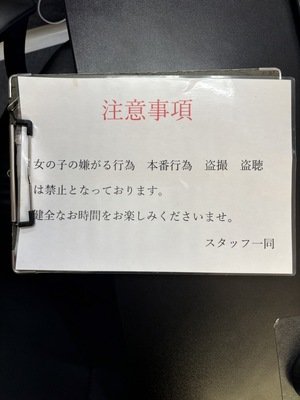 注意事項
女の子の嫌がる行為　本番行為　盗撮　盗聴
は禁止となっております。
健全なお時間をお楽しみくださいませ。
スタッフ一同